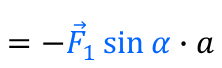 = −F⃗₁ sin α · a